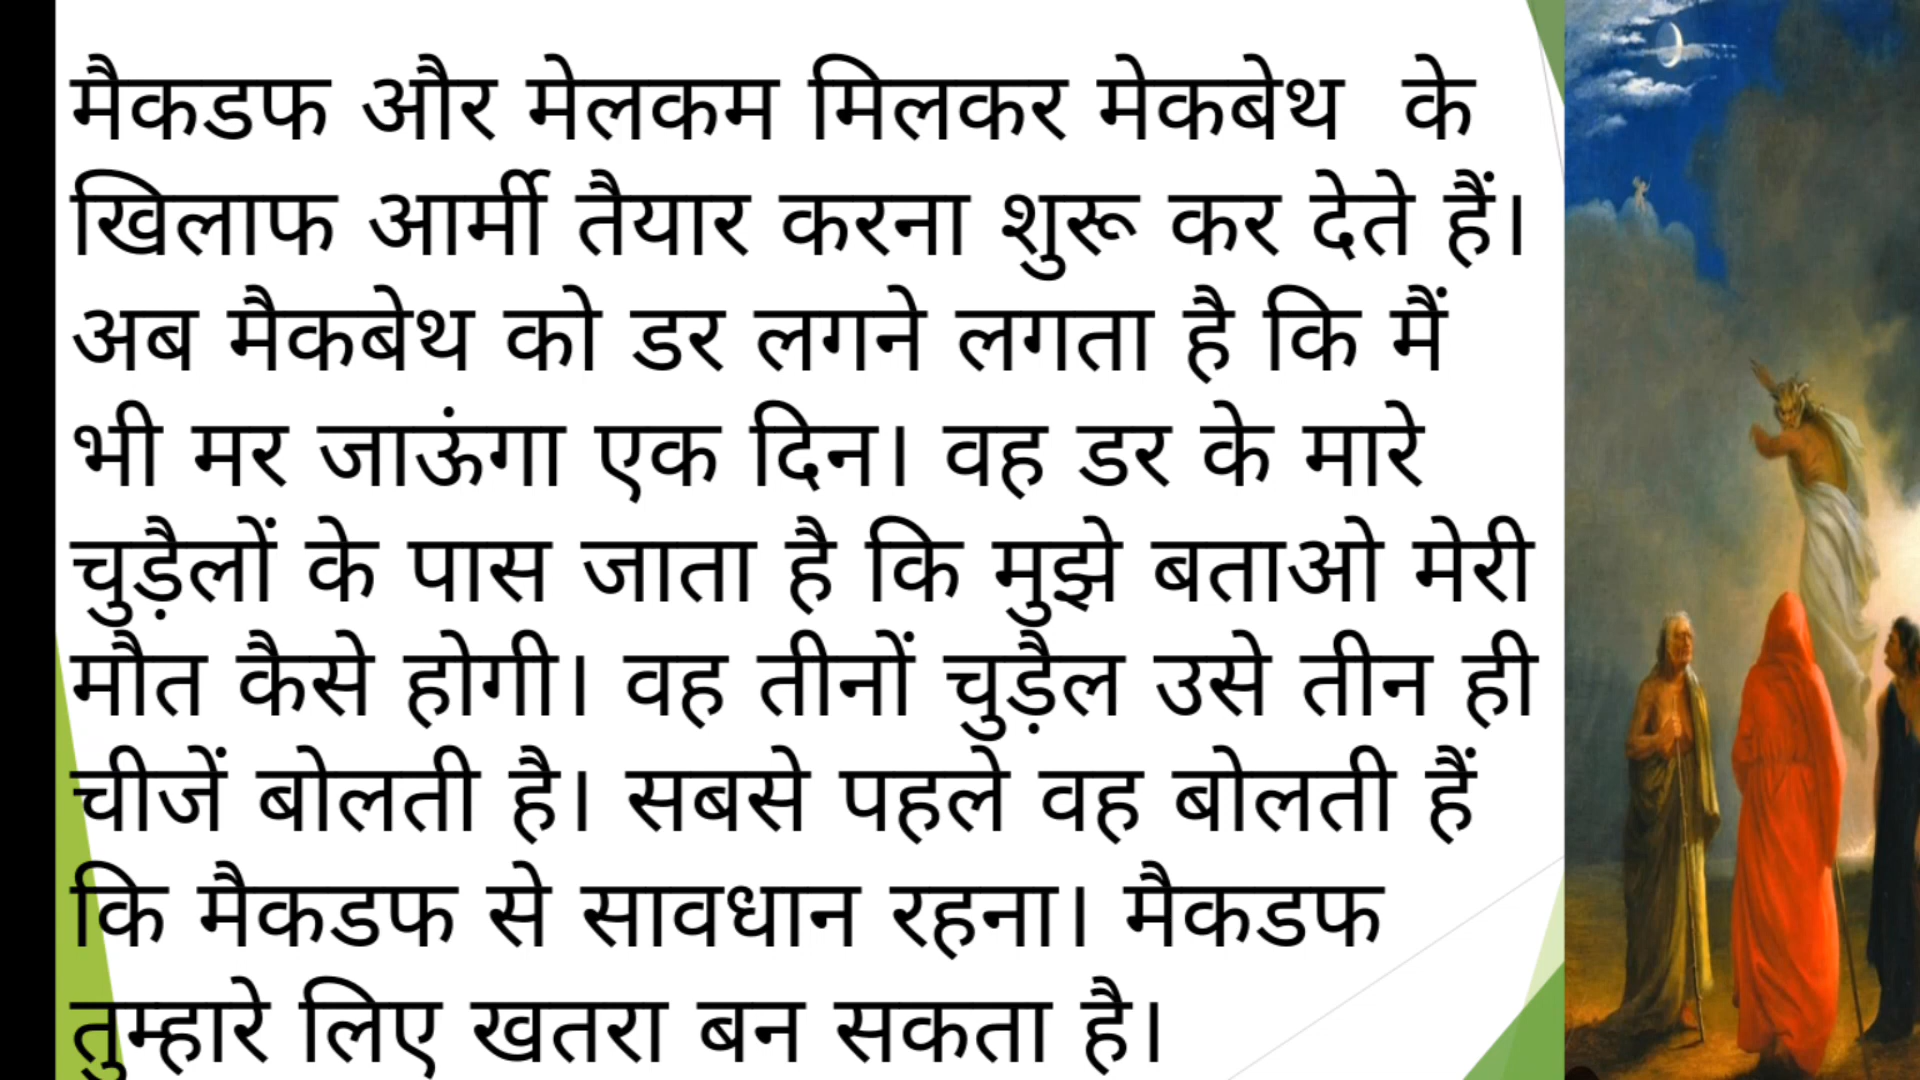 मैकडफ और मेलकम मिलकर मेकबेथ के
खिलाफ आर्मी तैयार करना शुरू कर देते हैं।
अब मैकबेथ को डर लगने लगता है कि मैं
भी मर जाऊंगा एक दिन। वह डर के मारे
चुड़ैलों के पास जाता है कि मुझे बताओ मेरी
मौत कैसे होगी। वह तीनों चुड़ैल उसे तीन ही
चीजें बोलती है। सबसे पहले वह बोलती हैं
कि मैकडफ से सावधान रहना। मैकडफ
तुम्हारे लिए खतरा बन सकता है।